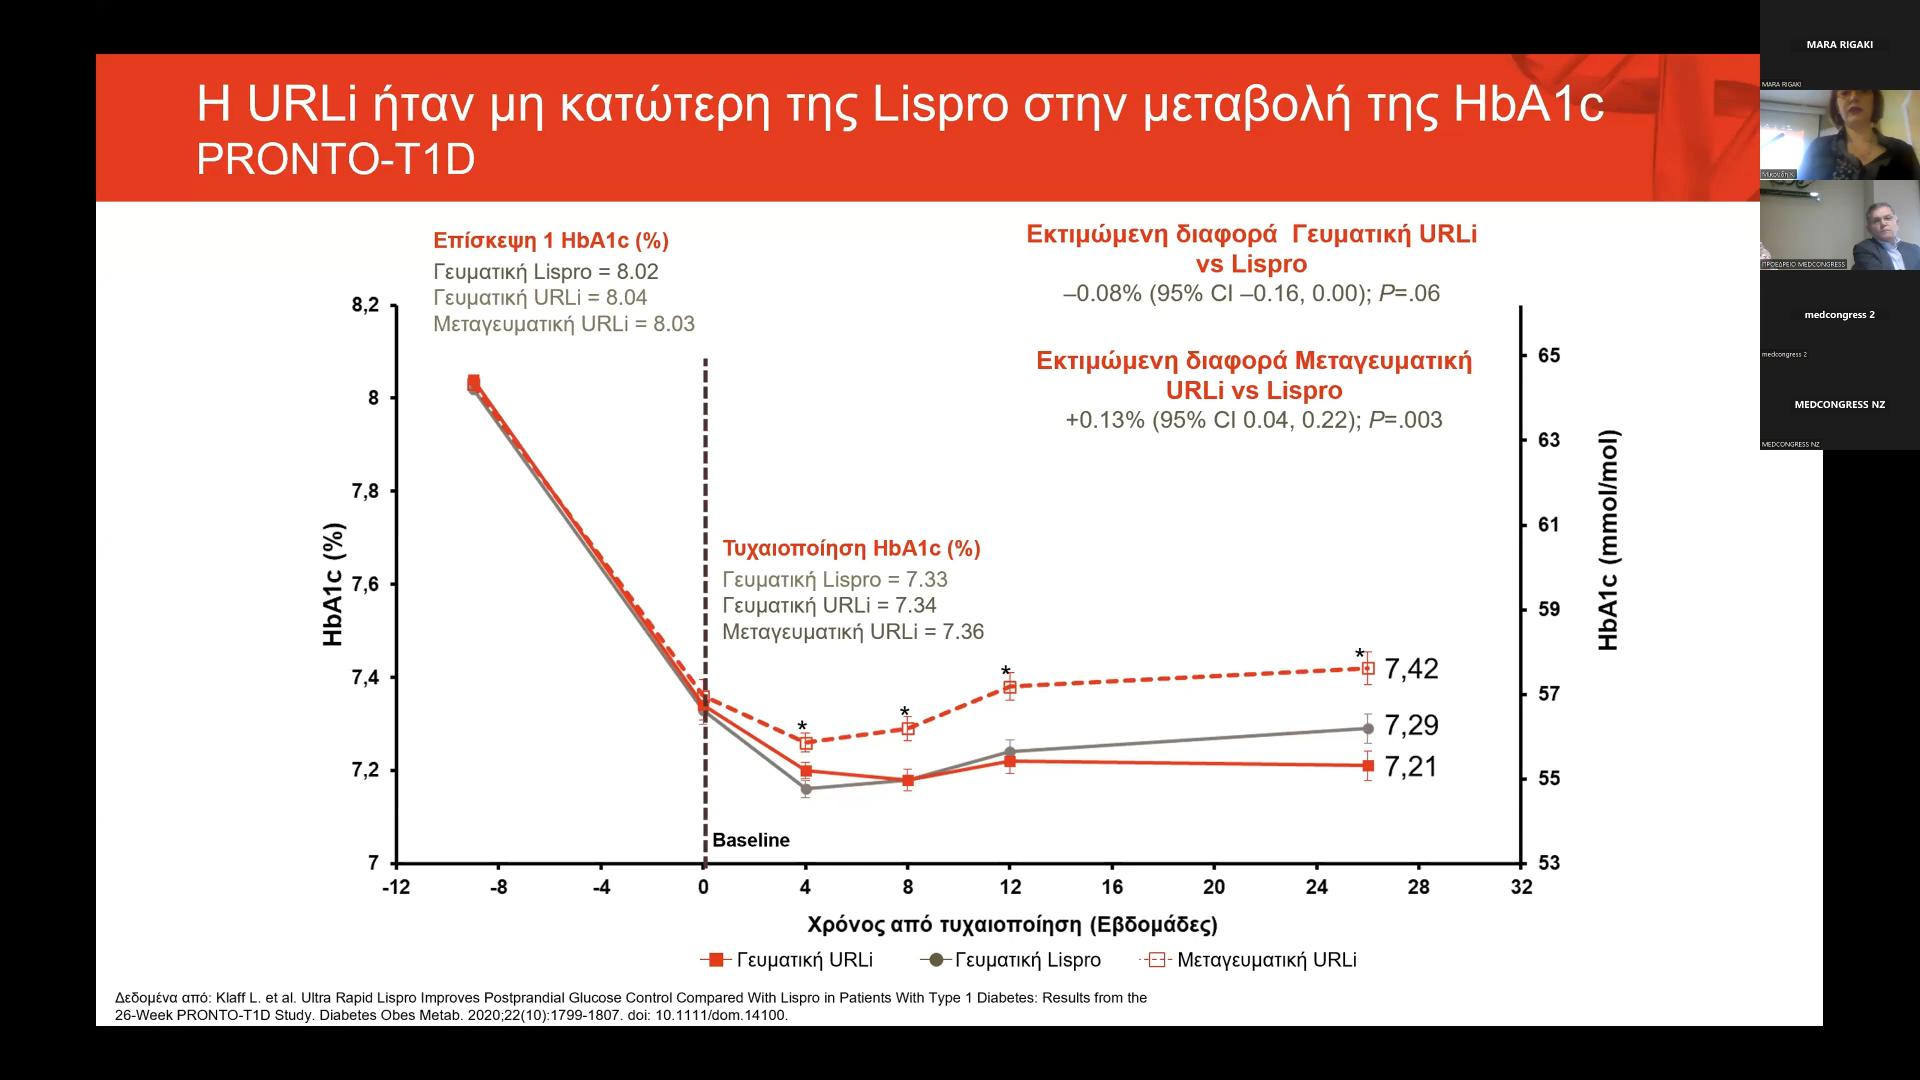 Η URLi ήταν μη κατώτερη της Lispro στην μεταβολή της HbA1c
PRONTO-T1D
Επίσκεψη 1 HbA1c (%)
Γευματική Lispro = 8.02
Γευματική URLi = 8.04
Μεταγευματική URLi = 8.03
Εκτιμώμενη διαφορά Γευματική URLi
vs Lispro
–0.08% (95% CI –0.16, 0.00); P=.06
Εκτιμώμενη διαφορά Μεταγευματική
URLi vs Lispro
+0.13% (95% CI 0.04, 0.22); P=.003
Τυχαιοποίηση HbA1c (%)
Γευματική Lispro = 7.33
Γευματική URLi = 7.34
Μεταγευματική URLi = 7.36
HbA1c (%)
8,2
8
7,8
7,6
7,4
7,2
7
* * * *
7,42
7,29
7,21
Baseline
65
63
61
59
57
55
53
HbA1c (mmol/mol)
-12 -8 -4 0 4 8 12 16 20 24 28 32
Χρόνος από τυχαιοποίηση (Εβδομάδες)
Γευματική URLi Γευματική Lispro Μεταγευματική URLi
Δεδομένα από: Klaff L. et al. Ultra Rapid Lispro Improves Postprandial Glucose Control Compared With Lispro in Patients With Type 1 Diabetes: Results from the
26-Week PRONTO-T1D Study. Diabetes Obes Metab. 2020;22(10):1799-1807. doi: 10.1111/dom.14100.
MARA RIGAKI
MARA RIGAKI
ΠΡΟΕΔΡΕΙΟ MEDCONGRESS
medcongress 2
medcongress 2
MEDCONGRESS NZ
MEDCONGRESS NZ